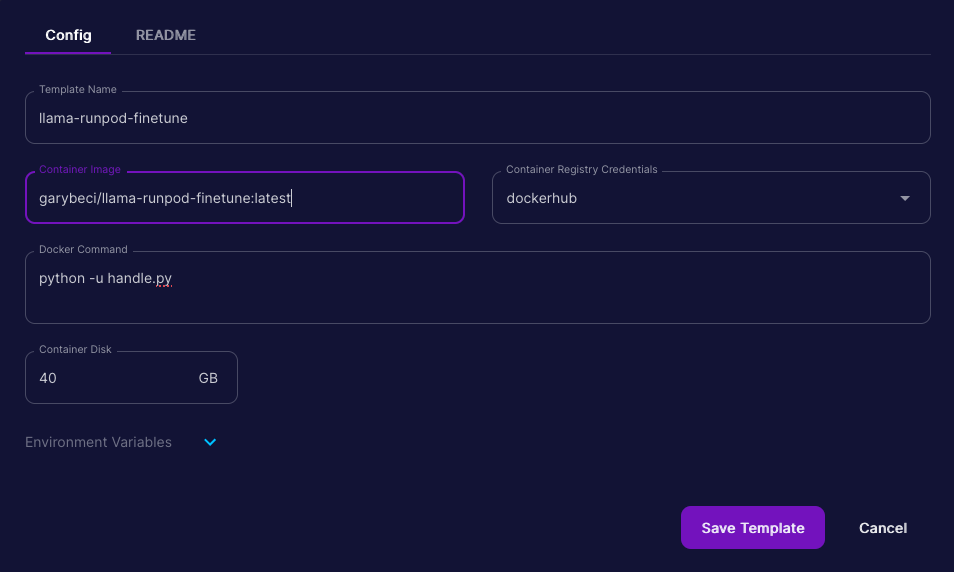 Config README
Template Name
llama-runpod-finetune
Container Image
garybeci/llama-runpod-finetune:latest
Container Registry Credentials
dockerhub
Docker Command
python -u handle.py
Container Disk
40 GB
Environment Variables
Save Template Cancel